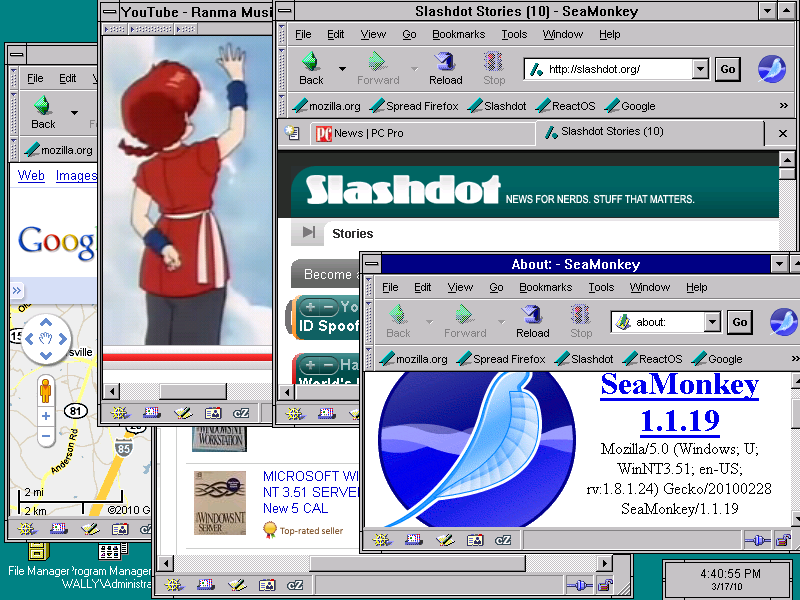 YouTube - Ranma Musi
Slashdot Stories (10) - SeaMonkey
File Edit View Go Bookmarks Tools Window Help
Back Forward Reload Stop http://slashdot.org/ Go
mozilla.org Spread Firefox Slashdot ReactOS Google
PC News | PC Pro Slashdot Stories (10)
Slashdot NEWS FOR NERDS. STUFF THAT MATTERS.
Stories
Become a
Yo
ID Spoof
Ha
World's
File Edit V
Back F
mozilla.org
Web Images
Goog
»
15 sville
81
Anderson Rd
85
2 mi
2 km
©2010 G
cZ
cZ
About: - SeaMonkey
File Edit View Go Bookmarks Tools Window Help
Back Forward Reload Stop about: Go
mozilla.org Spread Firefox Slashdot ReactOS Google
SeaMonkey
1.1.19
Mozilla/5.0 (Windows; U;
WinNT3.51; en-US;
rv:1.8.1.24) Gecko/20100228
SeaMonkey/1.1.19
cZ
WORKSTATION
WINDOWS NT
SERVER
MICROSOFT WI
NT 3.51 SERVER
New 5 CAL
Top-rated seller
cZ
File Manager Program Manager
WALLY\Administra
4:40:55 PM
3/17/10